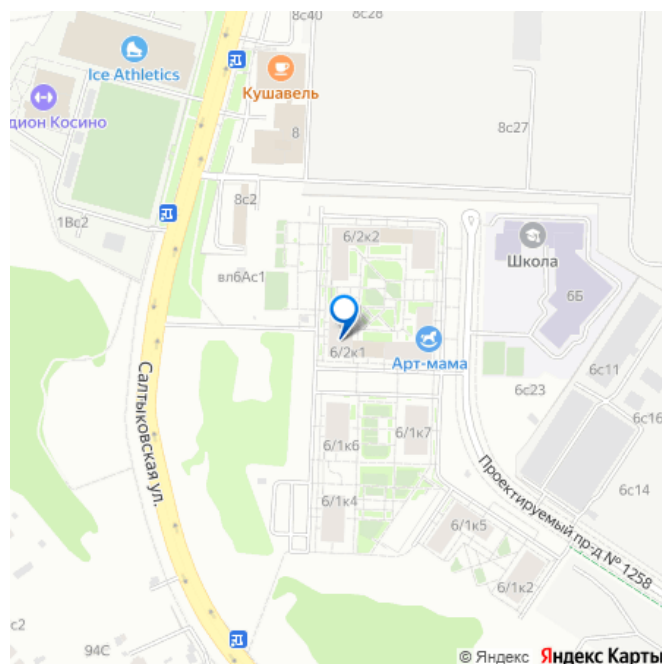 8с40
8с28
Ice Athletics
Кушавель
дион Косино
8
8с27
8с2
1Вс2
6/2к2
Школа
вл6Ас1
6Б
6/2к1
Арт-мама
6с11
6с23
6с16
Салтыковская ул.
6/1к6
6/1к7
6с14
6/1к4
Проектируемый пр-д № 1258
6/1к5
6/1к2
с2
94С
© Яндекс Яндекс Карты